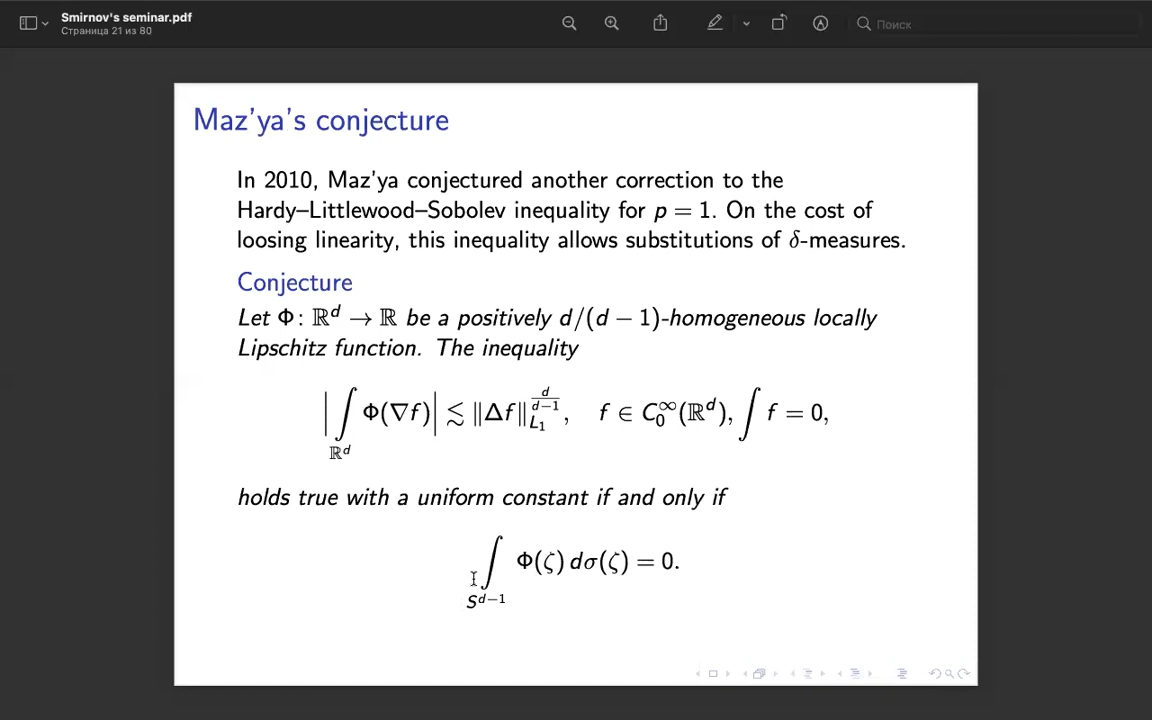 Smirnov's seminar.pdf
Страница 21 из 80
Поиск
Maz'ya's conjecture
In 2010, Maz'ya conjectured another correction to the
Hardy–Littlewood–Sobolev inequality for p = 1. On the cost of
loosing linearity, this inequality allows substitutions of δ-measures.
Conjecture
Let Φ: ℝ^d → ℝ be a positively d/(d − 1)-homogeneous locally
Lipschitz function. The inequality
|∫_{ℝ^d} Φ(∇f)| ≲ ‖Δf‖_{L_1}^{d/(d−1)}, f ∈ C_0^∞(ℝ^d), ∫ f = 0,
holds true with a uniform constant if and only if
∫_{S^{d−1}} Φ(ζ) dσ(ζ) = 0.